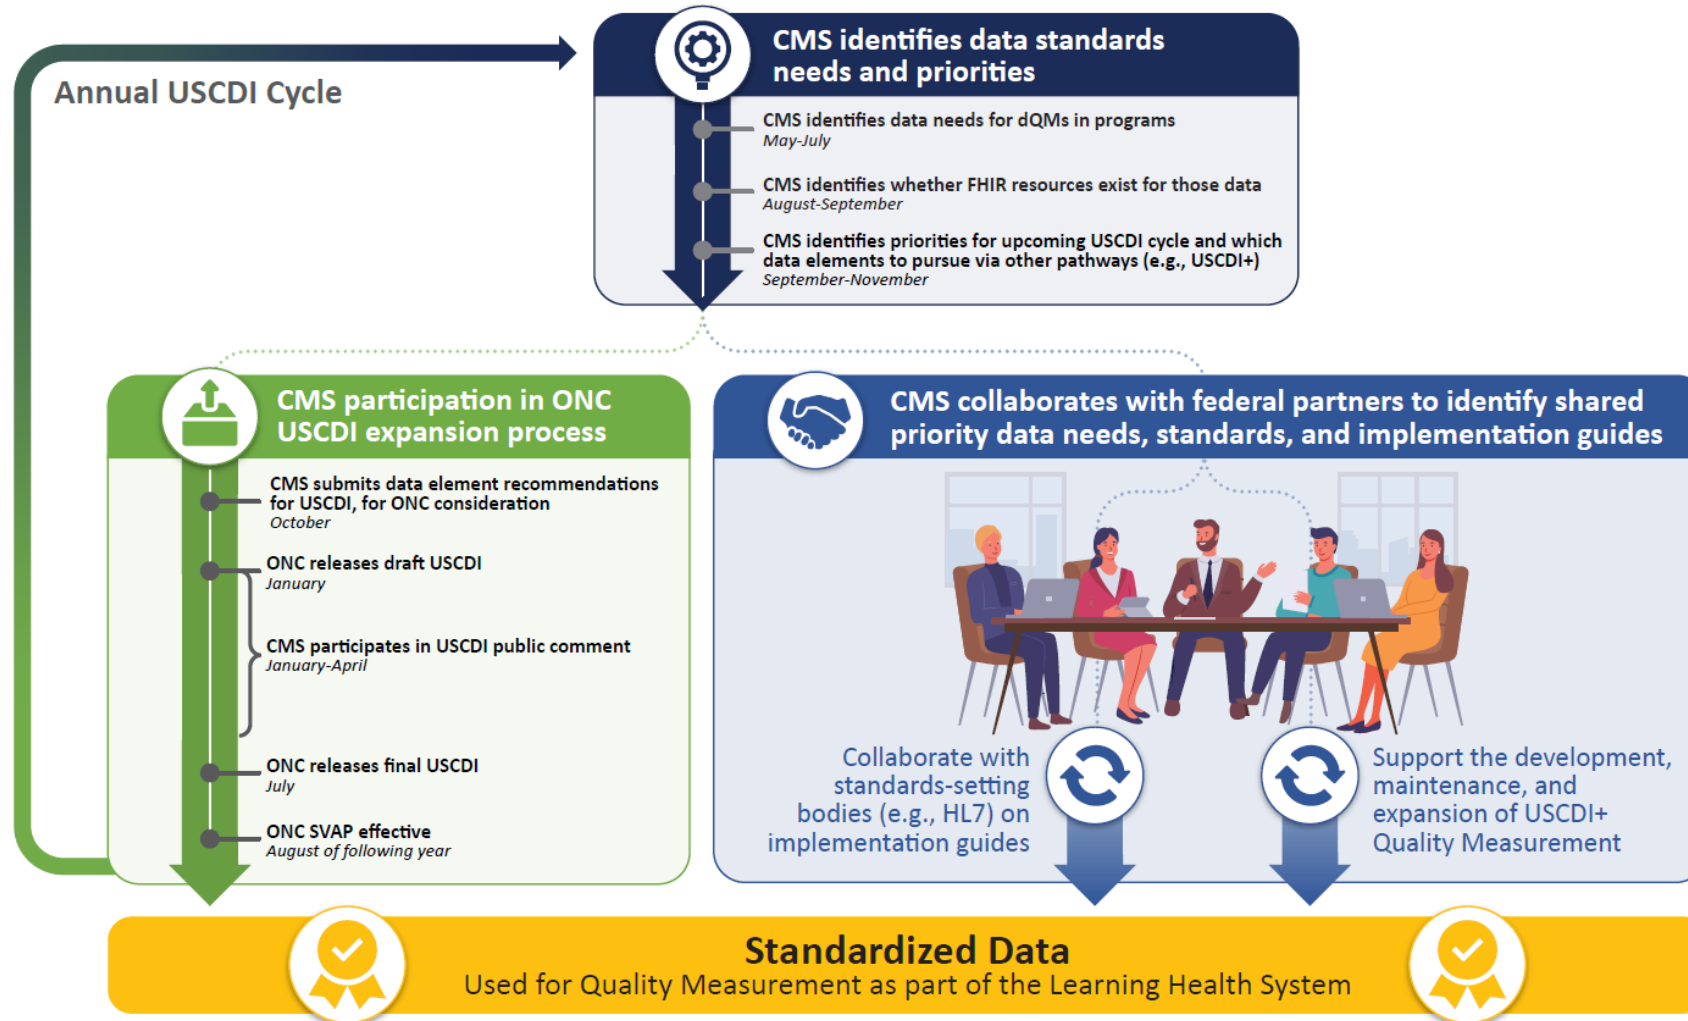 Annual USCDI Cycle
CMS identifies data standards
needs and priorities
CMS identifies data needs for dQMs in programs
May-July
CMS identifies whether FHIR resources exist for those data
August-September
CMS identifies priorities for upcoming USCDI cycle and which
data elements to pursue via other pathways (e.g., USCDI+)
September-November
CMS participation in ONC
USCDI expansion process
CMS submits data element recommendations
for USCDI, for ONC consideration
October
ONC releases draft USCDI
January
CMS participates in USCDI public comment
January-April
ONC releases final USCDI
July
ONC SVAP effective
August of following year
CMS collaborates with federal partners to identify shared
priority data needs, standards, and implementation guides
Collaborate with
standards-setting
bodies (e.g., HL7) on
implementation guides
Support the development,
maintenance, and
expansion of USCDI+
Quality Measurement
Standardized Data
Used for Quality Measurement as part of the Learning Health System